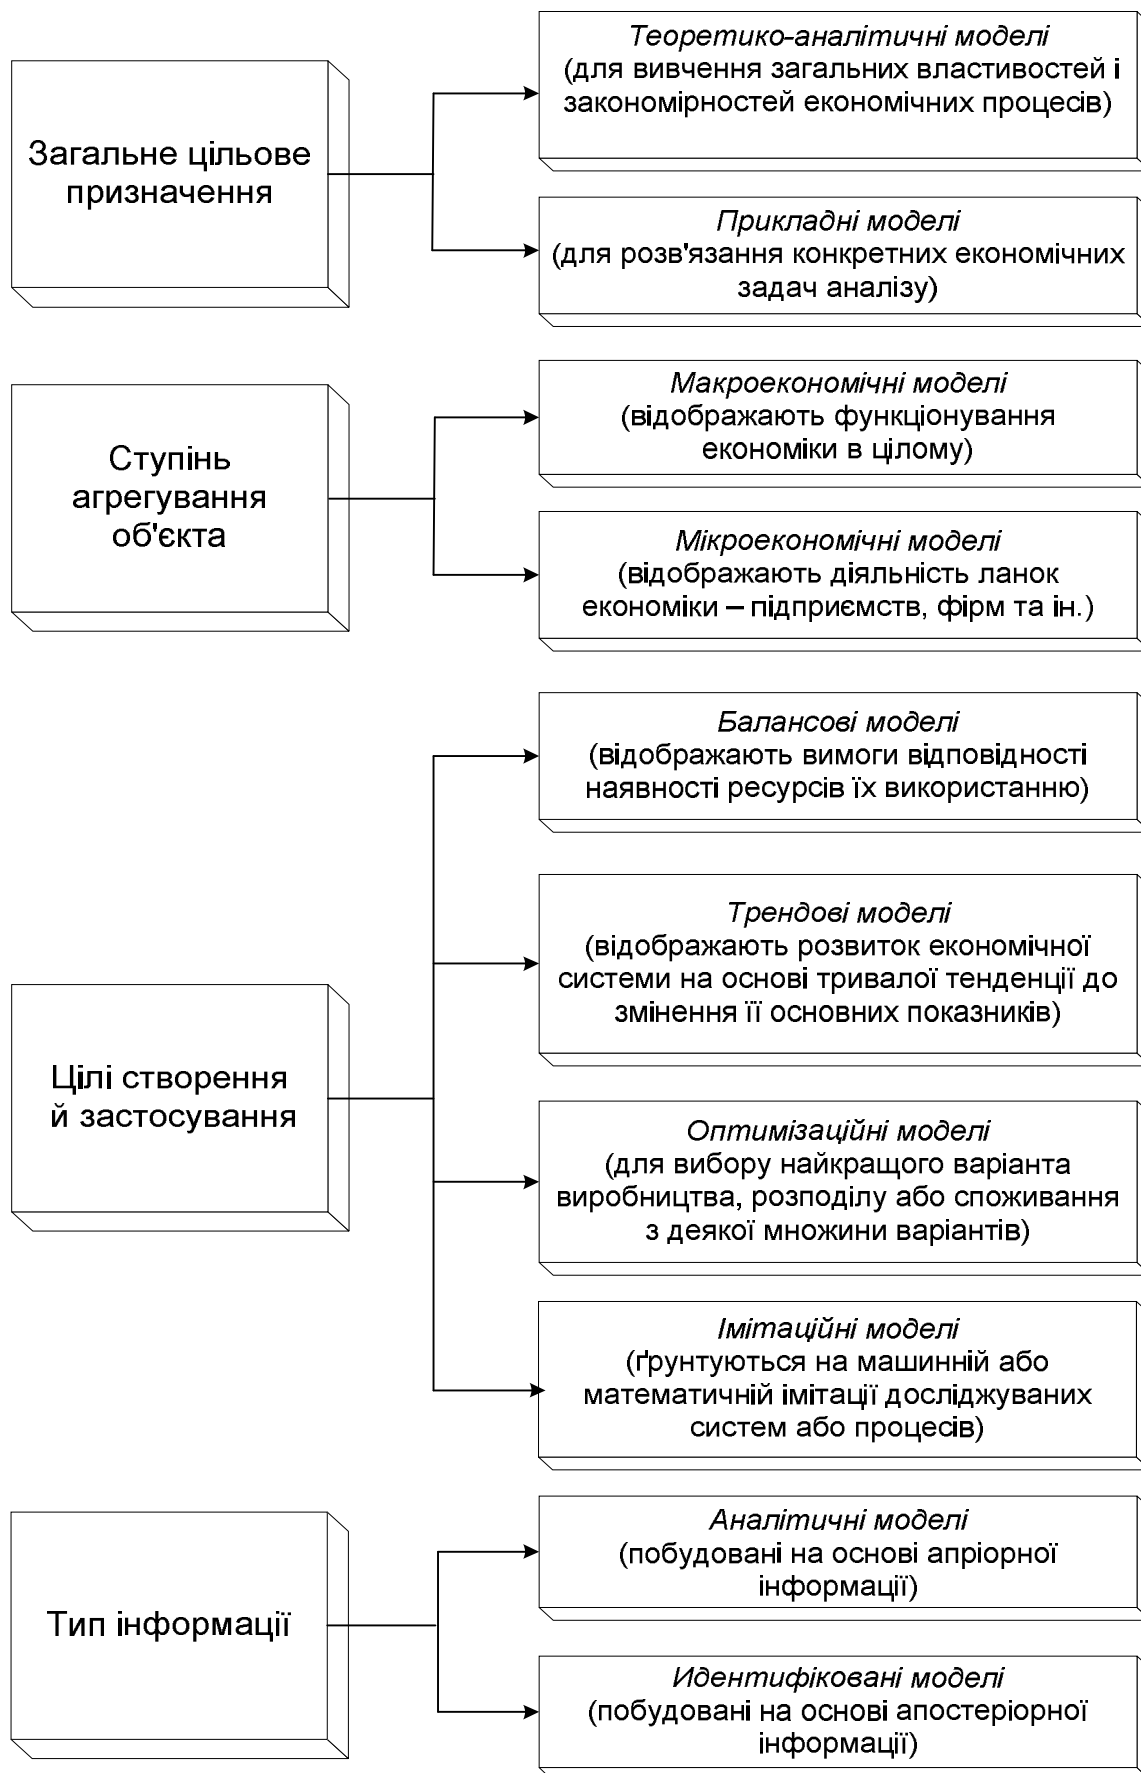 Загальне цільове
призначення
Теоретико-аналітичні моделі
(для вивчення загальних властивостей і
закономірностей економічних процесів)
Прикладні моделі
(для розв'язання конкретних економічних
задач аналізу)
Ступінь
агрегування
об'єкта
Макроекономічні моделі
(відображають функціонування
економіки в цілому)
Мікроекономічні моделі
(відображають діяльність ланок
економіки – підприємств, фірм та ін.)
Цілі створення
й застосування
Балансові моделі
(відображають вимоги відповідності
наявності ресурсів їх використанню)
Трендові моделі
(відображають розвиток економічної
системи на основі тривалої тенденції до
змінення її основних показників)
Оптимізаційні моделі
(для вибору найкращого варіанта
виробництва, розподілу або споживання
з деякої множини варіантів)
Імітаційні моделі
(ґрунтуються на машинній або
математичній імітації досліджуваних
систем або процесів)
Тип інформації
Аналітичні моделі
(побудовані на основі апріорної
інформації)
Идентифіковані моделі
(побудовані на основі апостеріорної
інформації)